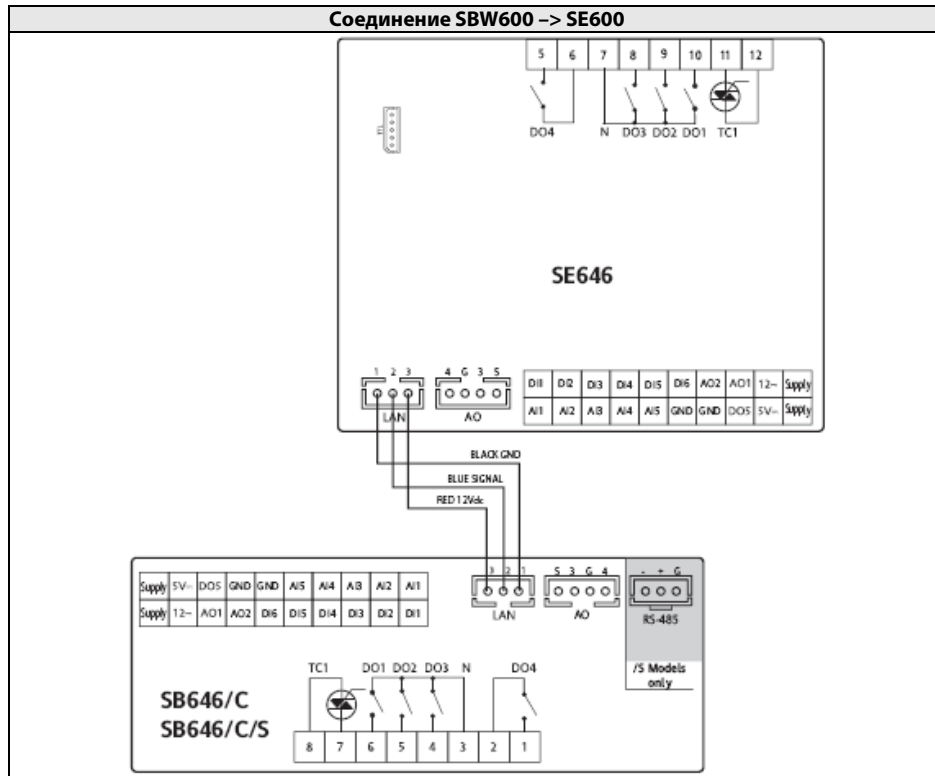 Соединение SBW600 –> SE600
5 6 7 8 9 10 11 12
DO4 N DO3 DO2 DO1 TC1
SE646
1 2 3 4 G 3 5
LAN AO
DI1 DI2 DI3 DI4 DI5 DI6 AO2 AO1 12~ Supply
AI1 AI2 AI3 AI4 AI5 GND GND DO5 5V⎓ Supply
BLACK GND
BLUE SIGNAL
RED 12Vdc
3 2 1 5 3 G 4 - + G
LAN AO RS-485
Supply 5V⎓ DO5 GND GND AI5 AI4 AI3 AI2 AI1
Supply 12~ AO1 AO2 DI6 DI5 DI4 DI3 DI2 DI1
/S Models
only
TC1 DO1 DO2 DO3 N DO4
SB646/C
SB646/C/S
8 7 6 5 4 3 2 1